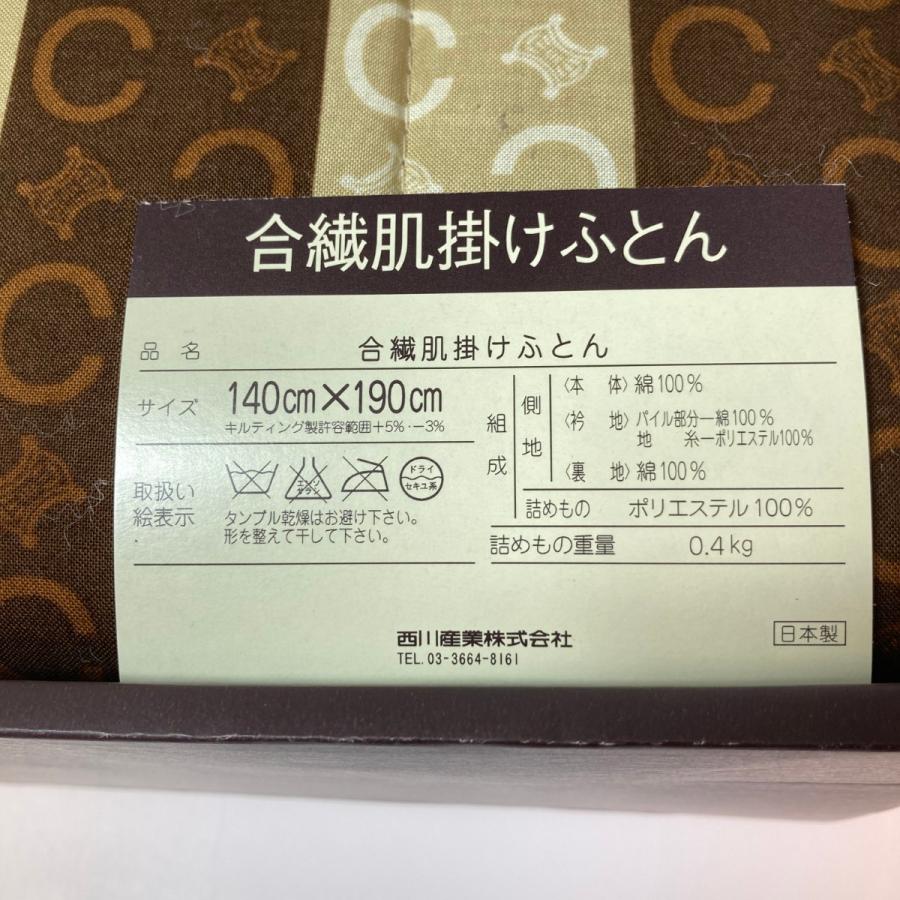 合繊肌掛けふとん
品名 合繊肌掛けふとん
サイズ 140cm×190cm
キルティング製許容範囲+5%・-3%
取扱い
絵表示
エンソ
サラシ
ドライ
セキユ系
タンブル乾燥はお避け下さい。
形を整えて干して下さい。
組成
側地
〈本体〉綿100%
〈衿地〉パイル部分ー綿100%
地糸ーポリエステル100%
〈裏地〉綿100%
詰めもの ポリエステル100%
詰めもの重量 0.4kg
西川産業株式会社
TEL.03-3664-8161
日本製